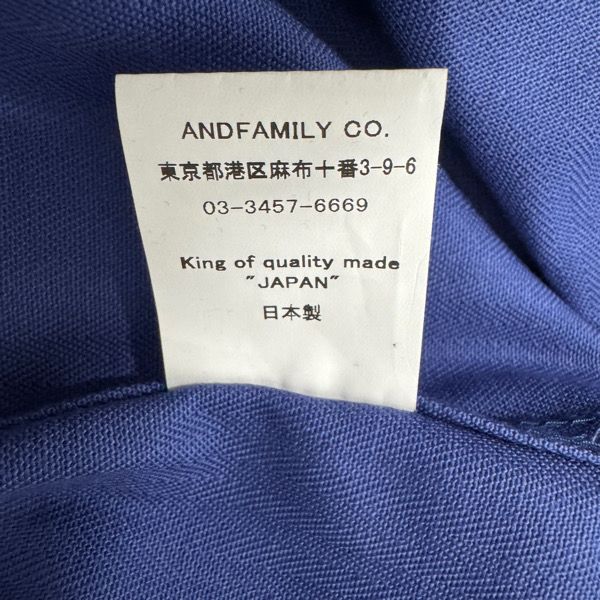 ANDFAMILY CO.
東京都港区麻布十番3-9-6
03-3457-6669
King of quality made
"JAPAN"
日本製